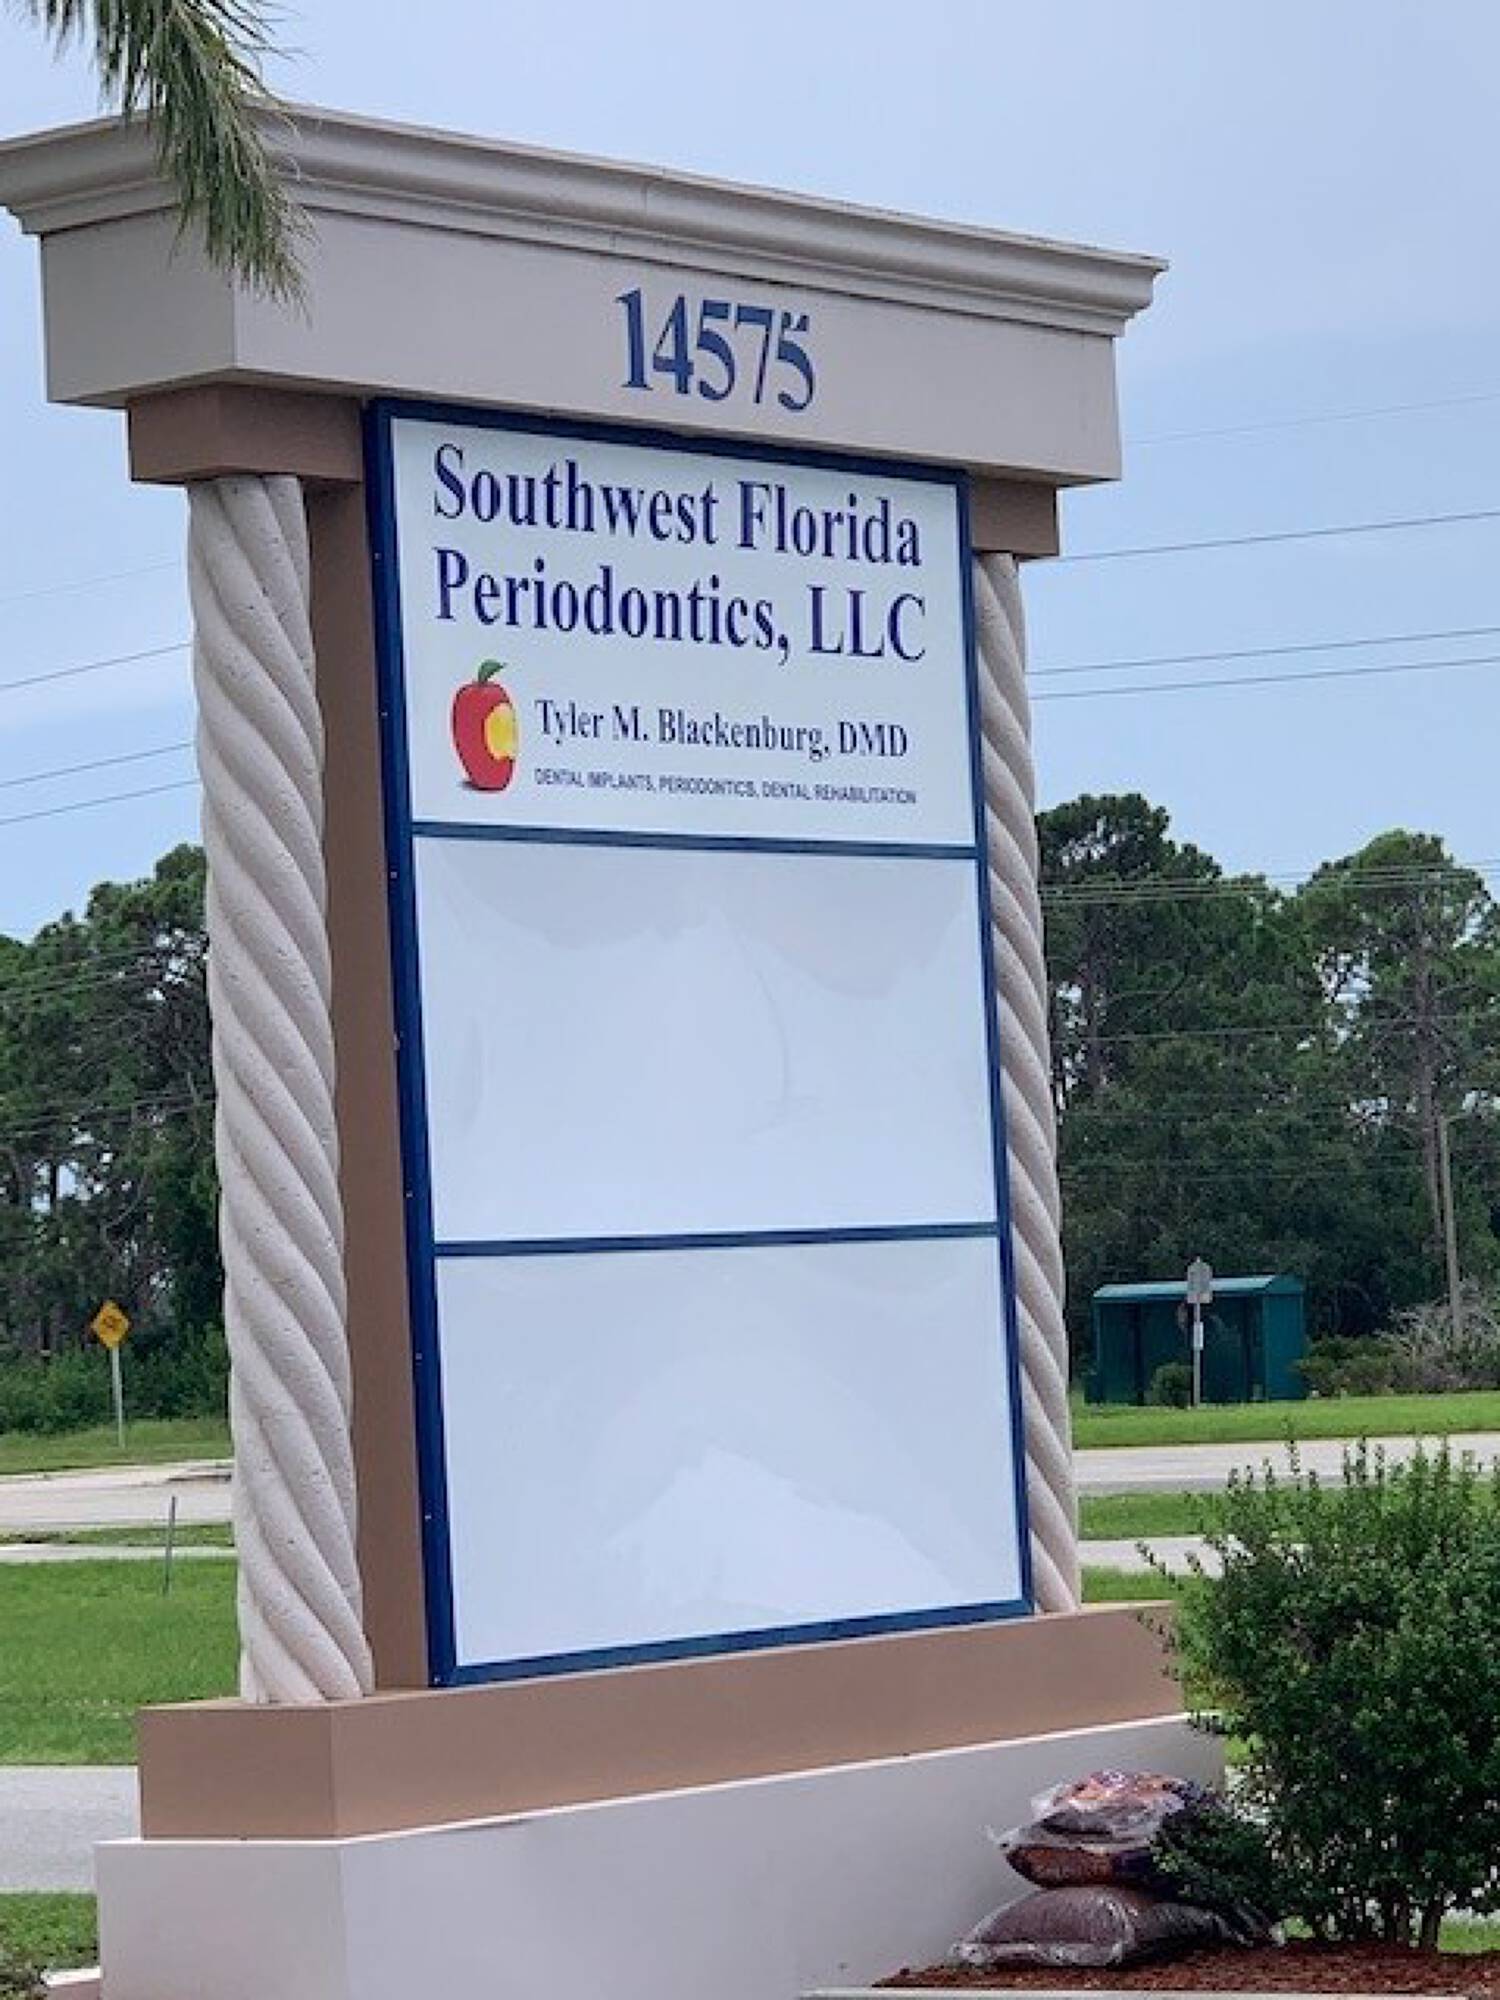 14575
Southwest Florida
Periodontics, LLC
Tyler M. Blackenburg, DMD
DENTAL IMPLANTS, PERIODONTICS, DENTAL REHABILITATION